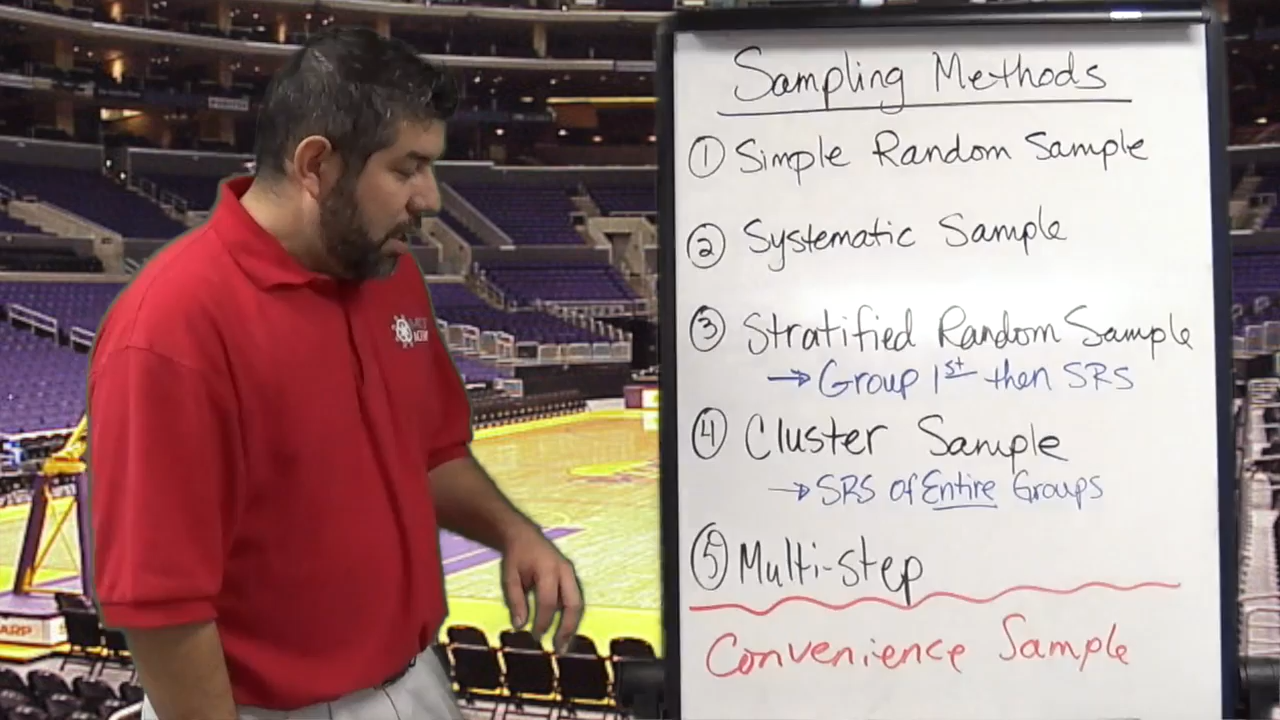 Sampling Methods
① Simple Random Sample
② Systematic Sample
③ Stratified Random Sample
→ Group 1st then SRS
④ Cluster Sample
→ SRS of Entire Groups
⑤ Multi-step
Convenience Sample
ARP